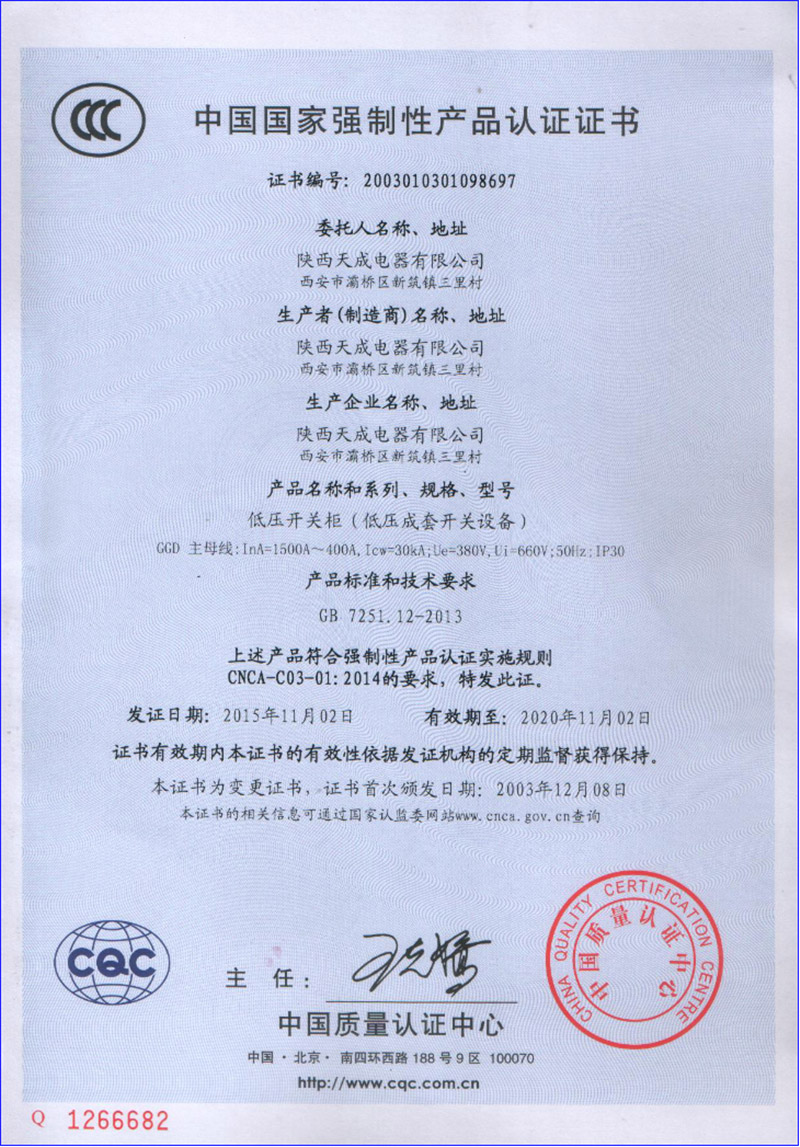 中国国家强制性产品认证证书
证书编号: 2003010301098697
委托人名称、地址
陕西天成电器有限公司
西安市灞桥区新筑镇三里村
生产者(制造商)名称、地址
陕西天成电器有限公司
西安市灞桥区新筑镇三里村
生产企业名称、地址
陕西天成电器有限公司
西安市灞桥区新筑镇三里村
产品名称和系列、规格、型号
低压开关柜(低压成套开关设备)
GGD 主母线:InA=1500A～400A,Icw=30kA;Ue=380V,Ui=660V;50Hz;IP30
产品标准和技术要求
GB 7251.12-2013
上述产品符合强制性产品认证实施规则
CNCA-C03-01:2014的要求，特发此证。
发证日期: 2015年11月02日 有效期至: 2020年11月02日
证书有效期内本证书的有效性依据发证机构的定期监督获得保持。
本证书为变更证书，证书首次颁发日期: 2003年12月08日
本证书的相关信息可通过国家认监委网站www.cnca.gov.cn查询
CQC
主 任:
CHINA QUALITY CERTIFICATION CENTRE
中国质量认证中心
中国质量认证中心
中国·北京·南四环西路188号9区 100070
http://www.cqc.com.cn
Q 1266682